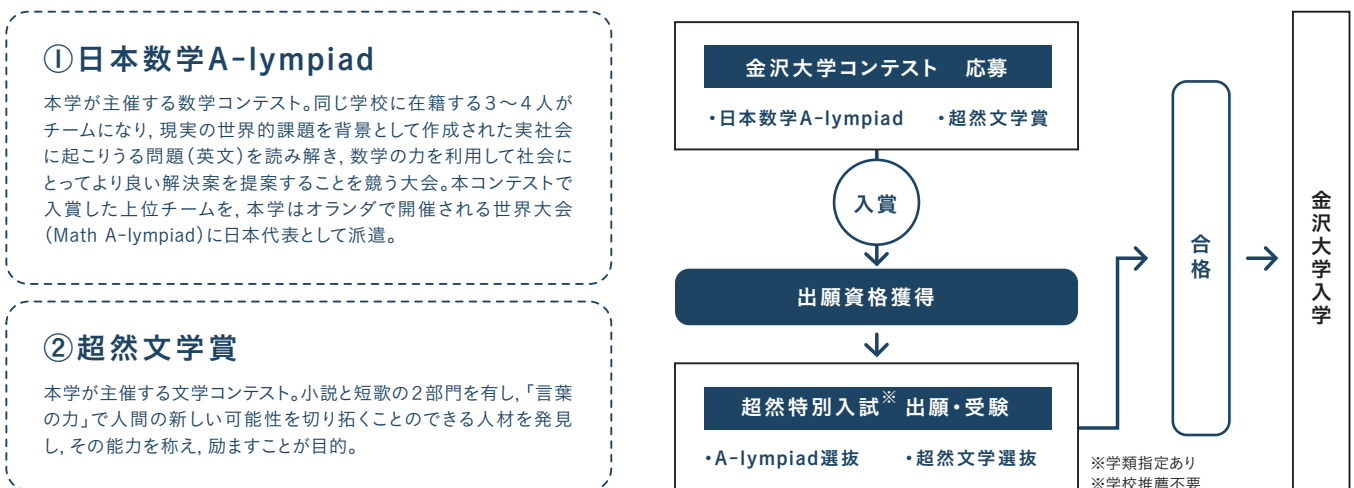 ①日本数学A-lympiad
本学が主催する数学コンテスト。同じ学校に在籍する3〜4人が
チームになり,現実の世界的課題を背景として作成された実社会
に起こりうる問題(英文)を読み解き,数学の力を利用して社会に
とってより良い解決案を提案することを競う大会。本コンテストで
入賞した上位チームを,本学はオランダで開催される世界大会
(Math A-lympiad)に日本代表として派遣。
②超然文学賞
本学が主催する文学コンテスト。小説と短歌の2部門を有し,「言葉
の力」で人間の新しい可能性を切り拓くことのできる人材を発見
し,その能力を称え,励ますことが目的。
金沢大学コンテスト 応募
・日本数学A-lympiad ・超然文学賞
入賞
出願資格獲得
超然特別入試※ 出願・受験
・A-lympiad選抜 ・超然文学選抜
※学類指定あり
※学校推薦不要
合格
金沢大学入学